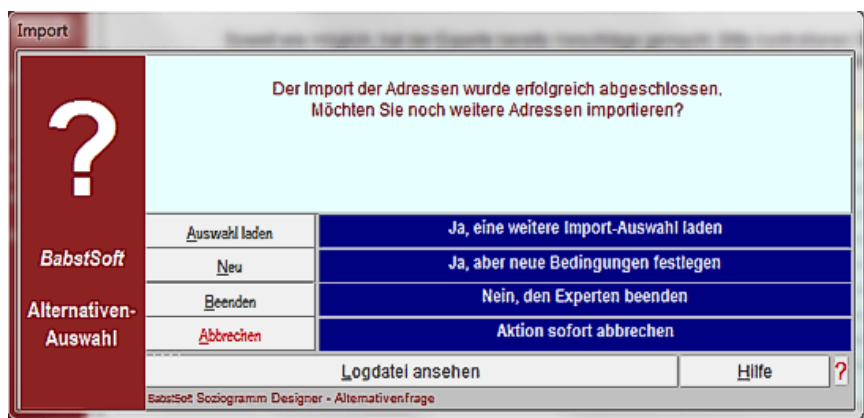 Import
Der Import der Adressen wurde erfolgreich abgeschlossen,
Möchten Sie noch weitere Adressen importieren?
?
BabstSoft
Alternativen-
Auswahl
Auswahl laden Ja, eine weitere Import-Auswahl laden
Neu Ja, aber neue Bedingungen festlegen
Beenden Nein, den Experten beenden
Abbrechen Aktion sofort abbrechen
Logdatei ansehen Hilfe ?
BabstSoft Soziogramm Designer - Alternativenfrage